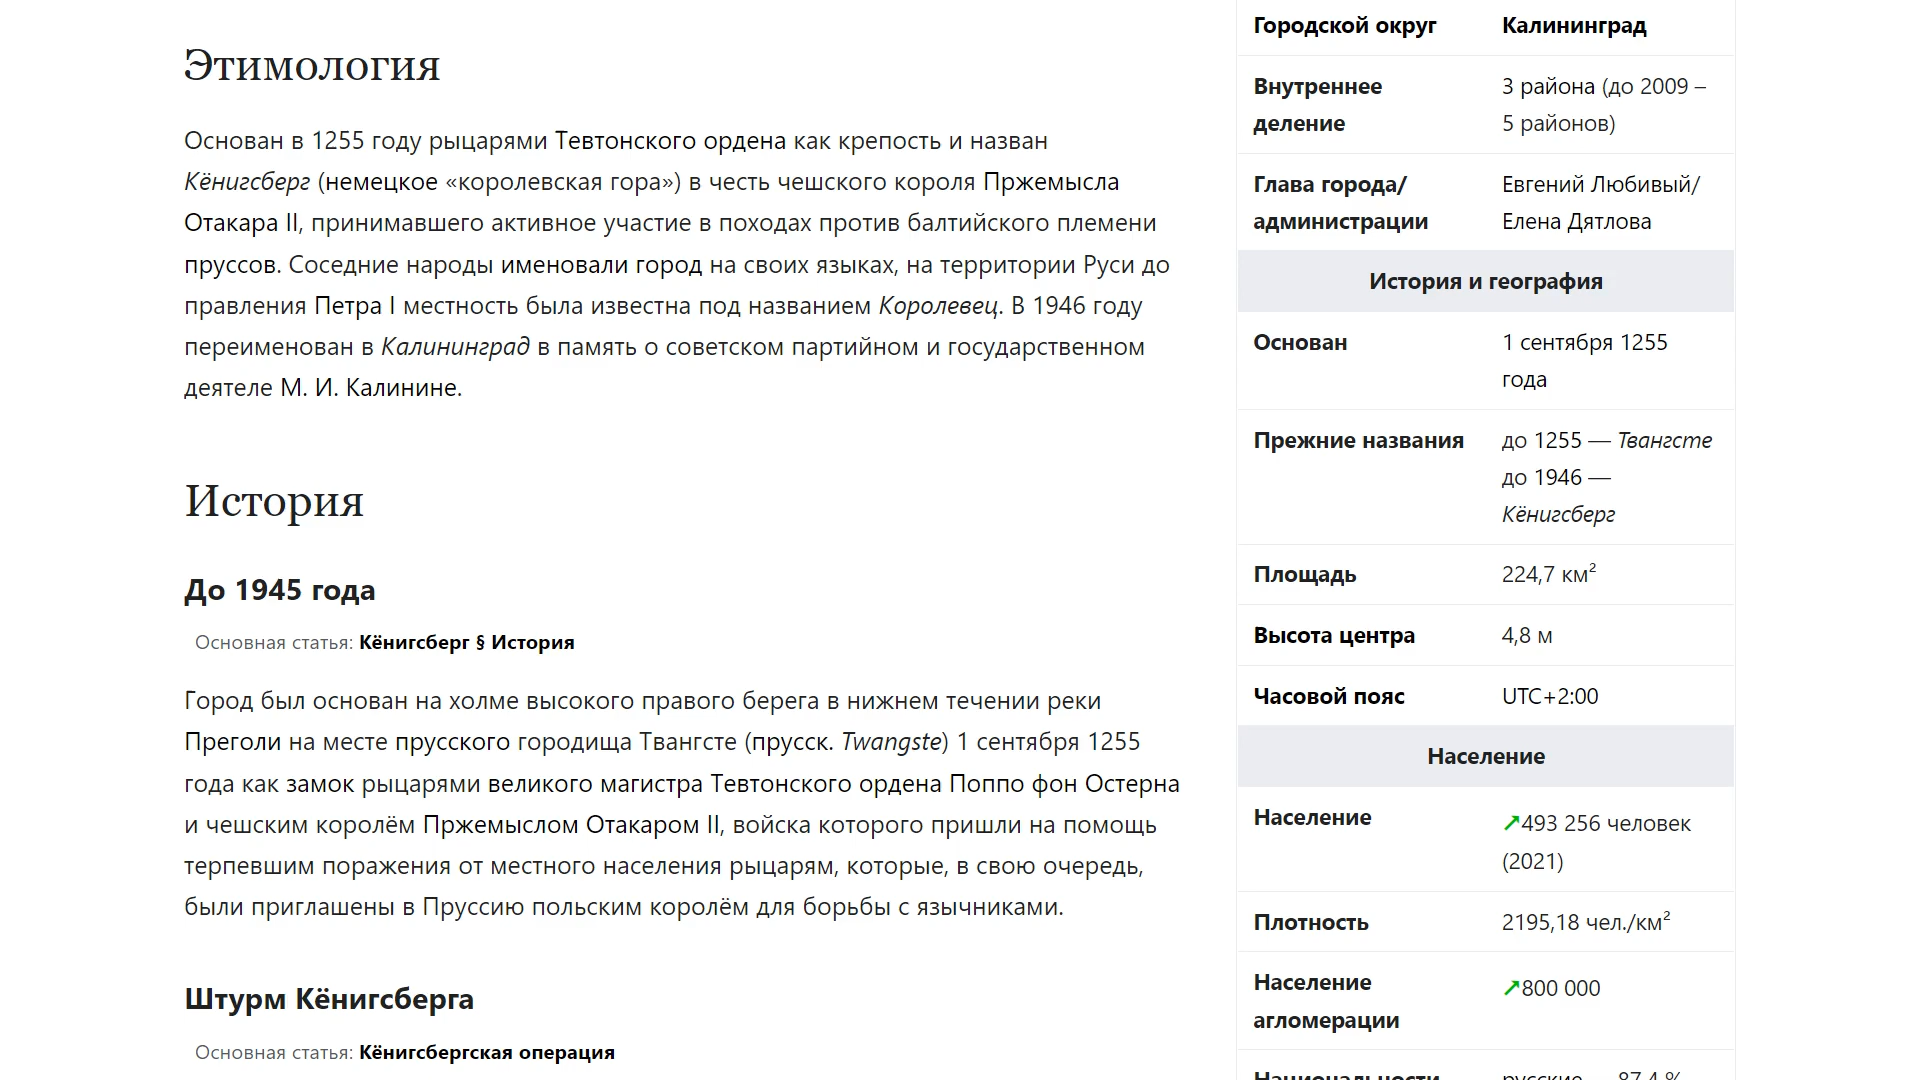 Этимология
Основан в 1255 году рыцарями Тевтонского ордена как крепость и назван
Кёнигсберг (немецкое «королевская гора») в честь чешского короля Пржемысла
Отакара II, принимавшего активное участие в походах против балтийского племени
пруссов. Соседние народы именовали город на своих языках, на территории Руси до
правления Петра I местность была известна под названием Королевец. В 1946 году
переименован в Калининград в память о советском партийном и государственном
деятеле М. И. Калинине.
История
До 1945 года
Основная статья: Кёнигсберг § История
Город был основан на холме высокого правого берега в нижнем течении реки
Преголи на месте прусского городища Твангсте (прусск. Twangste) 1 сентября 1255
года как замок рыцарями великого магистра Тевтонского ордена Поппо фон Остерна
и чешским королём Пржемыслом Отакаром II, войска которого пришли на помощь
терпевшим поражения от местного населения рыцарям, которые, в свою очередь,
были приглашены в Пруссию польским королём для борьбы с язычниками.
Штурм Кёнигсберга
Основная статья: Кёнигсбергская операция
Городской округ Калининград
Внутреннее 3 района (до 2009 –
деление 5 районов)
Глава города/ Евгений Любивый/
администрации Елена Дятлова
История и география
Основан 1 сентября 1255
года
Прежние названия до 1255 — Твангсте
до 1946 —
Кёнигсберг
Площадь 224,7 км²
Высота центра 4,8 м
Часовой пояс UTC+2:00
Население
Население ↗493 256 человек
(2021)
Плотность 2195,18 чел./км²
Население ↗800 000
агломерации
Национальности русские — 87,4 %